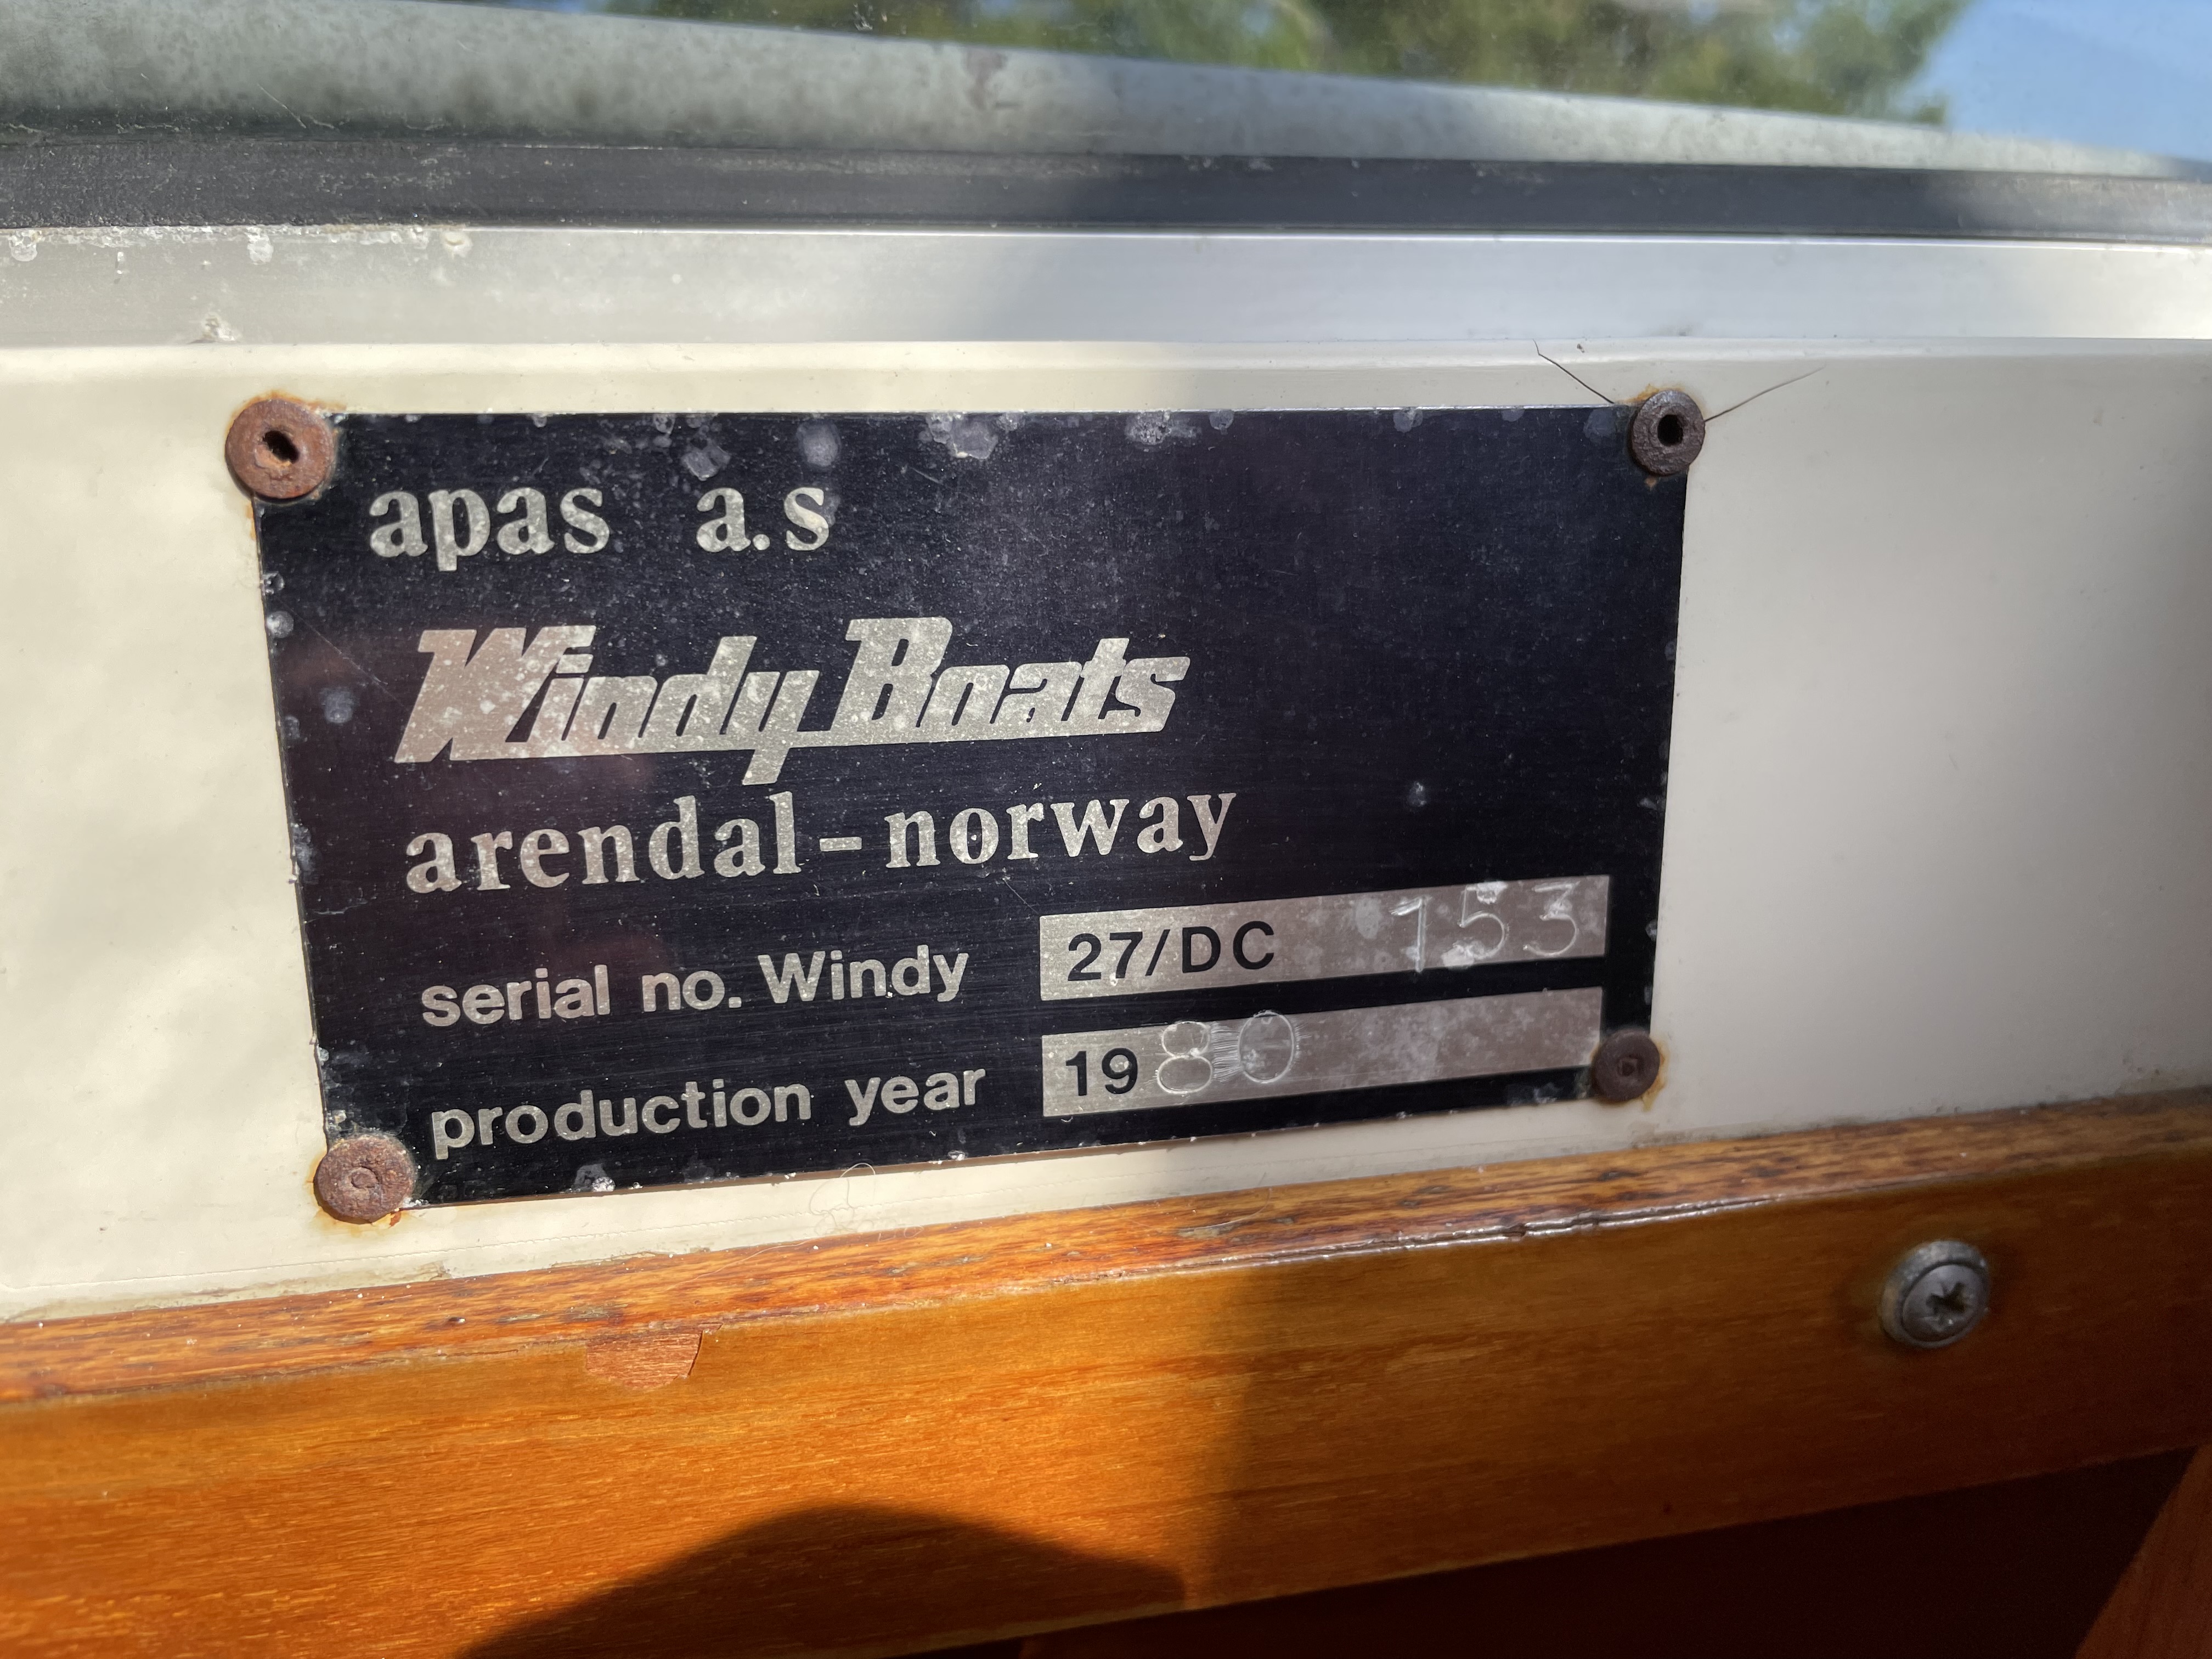 apas a.s
Windy Boats
arendal-norway
serial no. Windy 27/DC 153
production year 1980